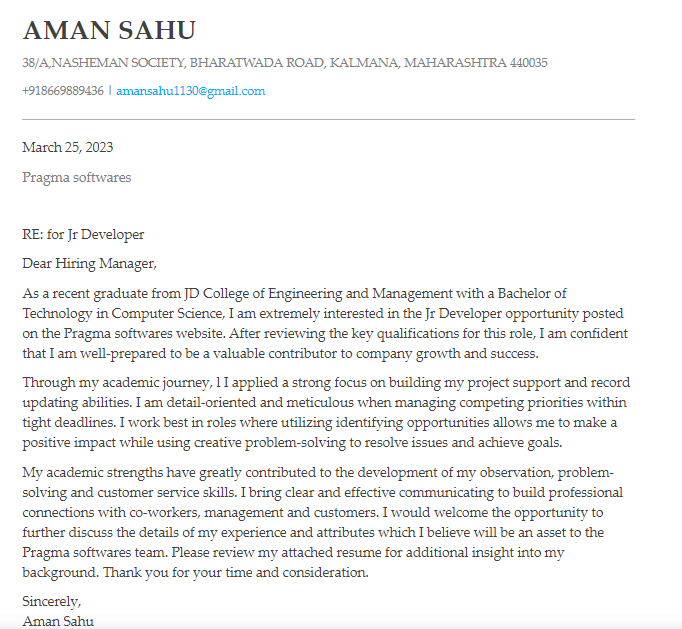 AMAN SAHU
38/A,NASHEMAN SOCIETY, BHARATWADA ROAD, KALMANA, MAHARASHTRA 440035
+918669889436 | amansahu1130@gmail.com
March 25, 2023
Pragma softwares
RE: for Jr Developer
Dear Hiring Manager,
As a recent graduate from JD College of Engineering and Management with a Bachelor of
Technology in Computer Science, I am extremely interested in the Jr Developer opportunity posted
on the Pragma softwares website. After reviewing the key qualifications for this role, I am confident
that I am well-prepared to be a valuable contributor to company growth and success.
Through my academic journey, l I applied a strong focus on building my project support and record
updating abilities. I am detail-oriented and meticulous when managing competing priorities within
tight deadlines. I work best in roles where utilizing identifying opportunities allows me to make a
positive impact while using creative problem-solving to resolve issues and achieve goals.
My academic strengths have greatly contributed to the development of my observation, problem-
solving and customer service skills. I bring clear and effective communicating to build professional
connections with co-workers, management and customers. I would welcome the opportunity to
further discuss the details of my experience and attributes which I believe will be an asset to the
Pragma softwares team. Please review my attached resume for additional insight into my
background. Thank you for your time and consideration.
Sincerely,
Aman Sahu